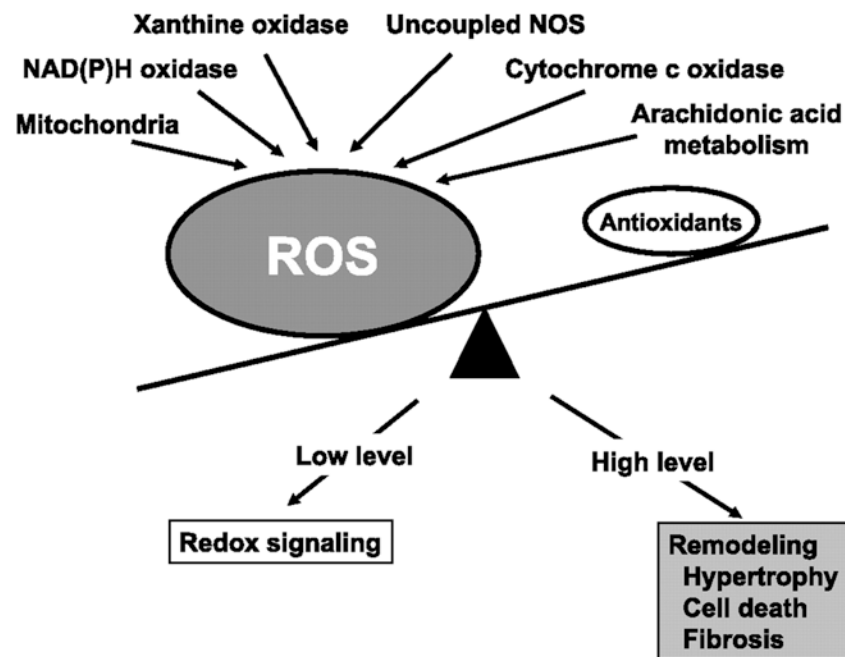 Xanthine oxidase
Uncoupled NOS
NAD(P)H oxidase
Cytochrome c oxidase
Mitochondria
Arachidonic acid
metabolism
Antioxidants
ROS
Low level
High level
Redox signaling
Remodeling
Hypertrophy
Cell death
Fibrosis